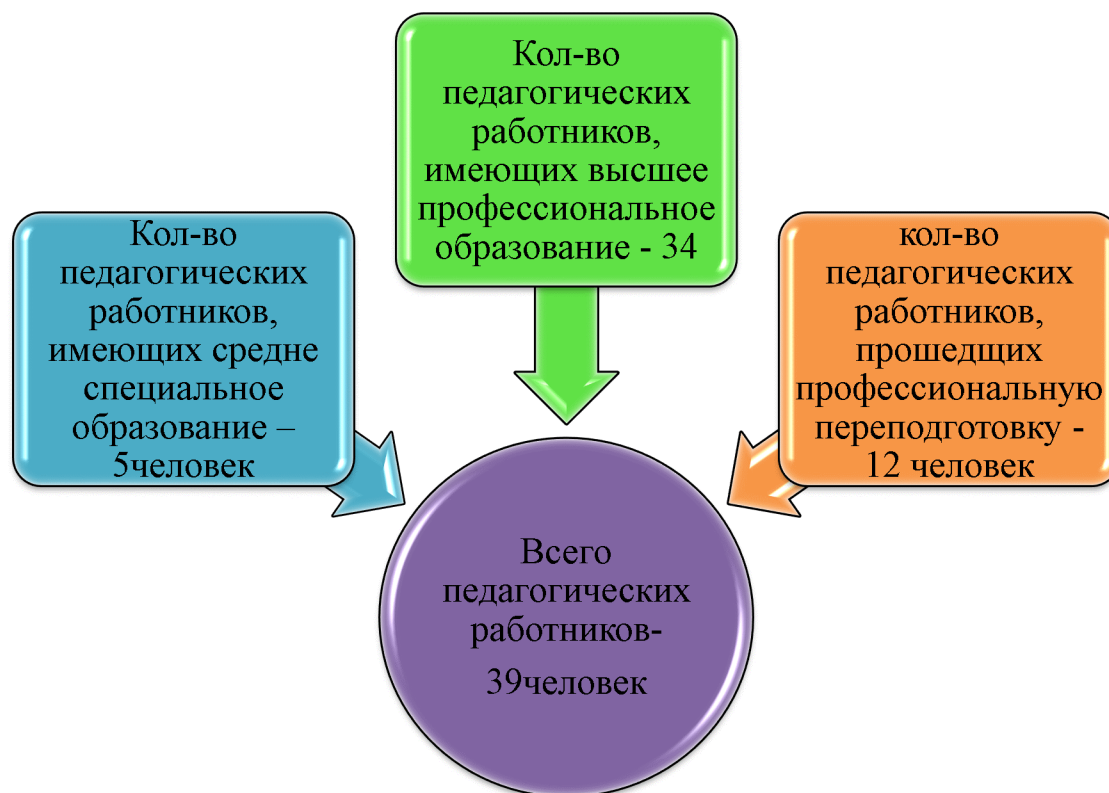 Кол-во
педагогических
работников,
имеющих высшее
профессиональное
образование - 34
Кол-во
педагогических
работников,
имеющих средне
специальное
образование –
5человек
кол-во
педагогических
работников,
прошедщих
профессиональную
переподготовку -
12 человек
Всего
педагогических
работников-
39человек